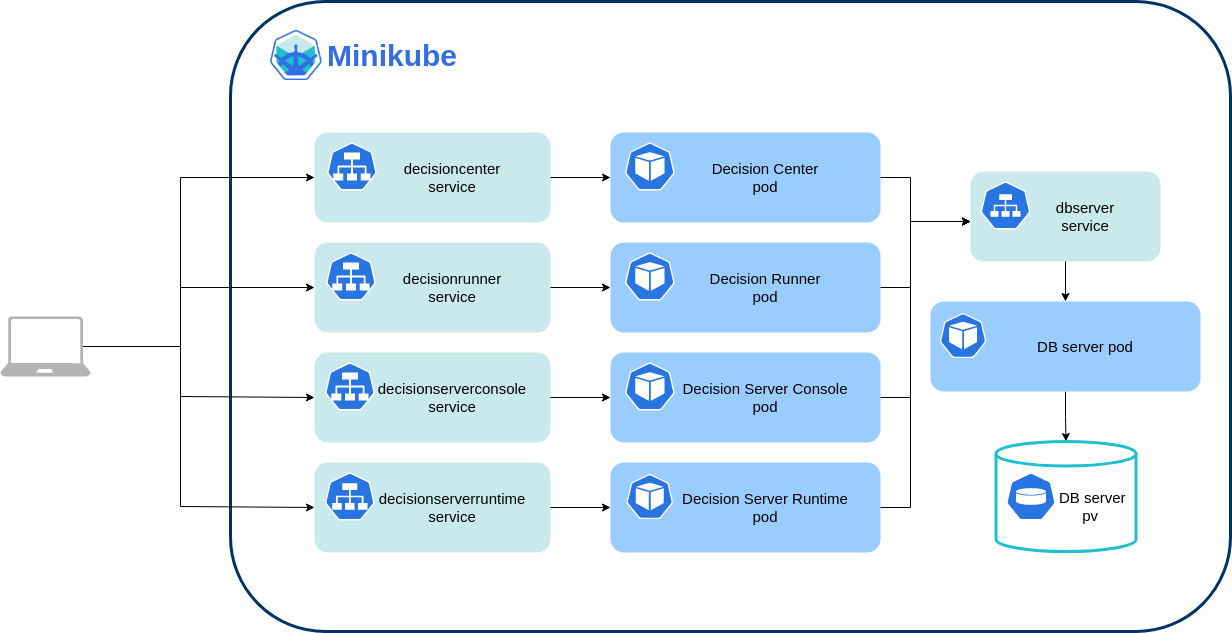 Minikube
decisioncenter
service
Decision Center
pod
decisionrunner
service
Decision Runner
pod
decisionserverconsole
service
Decision Server Console
pod
decisionserverruntime
service
Decision Server Runtime
pod
dbserver
service
DB server pod
DB server
pv